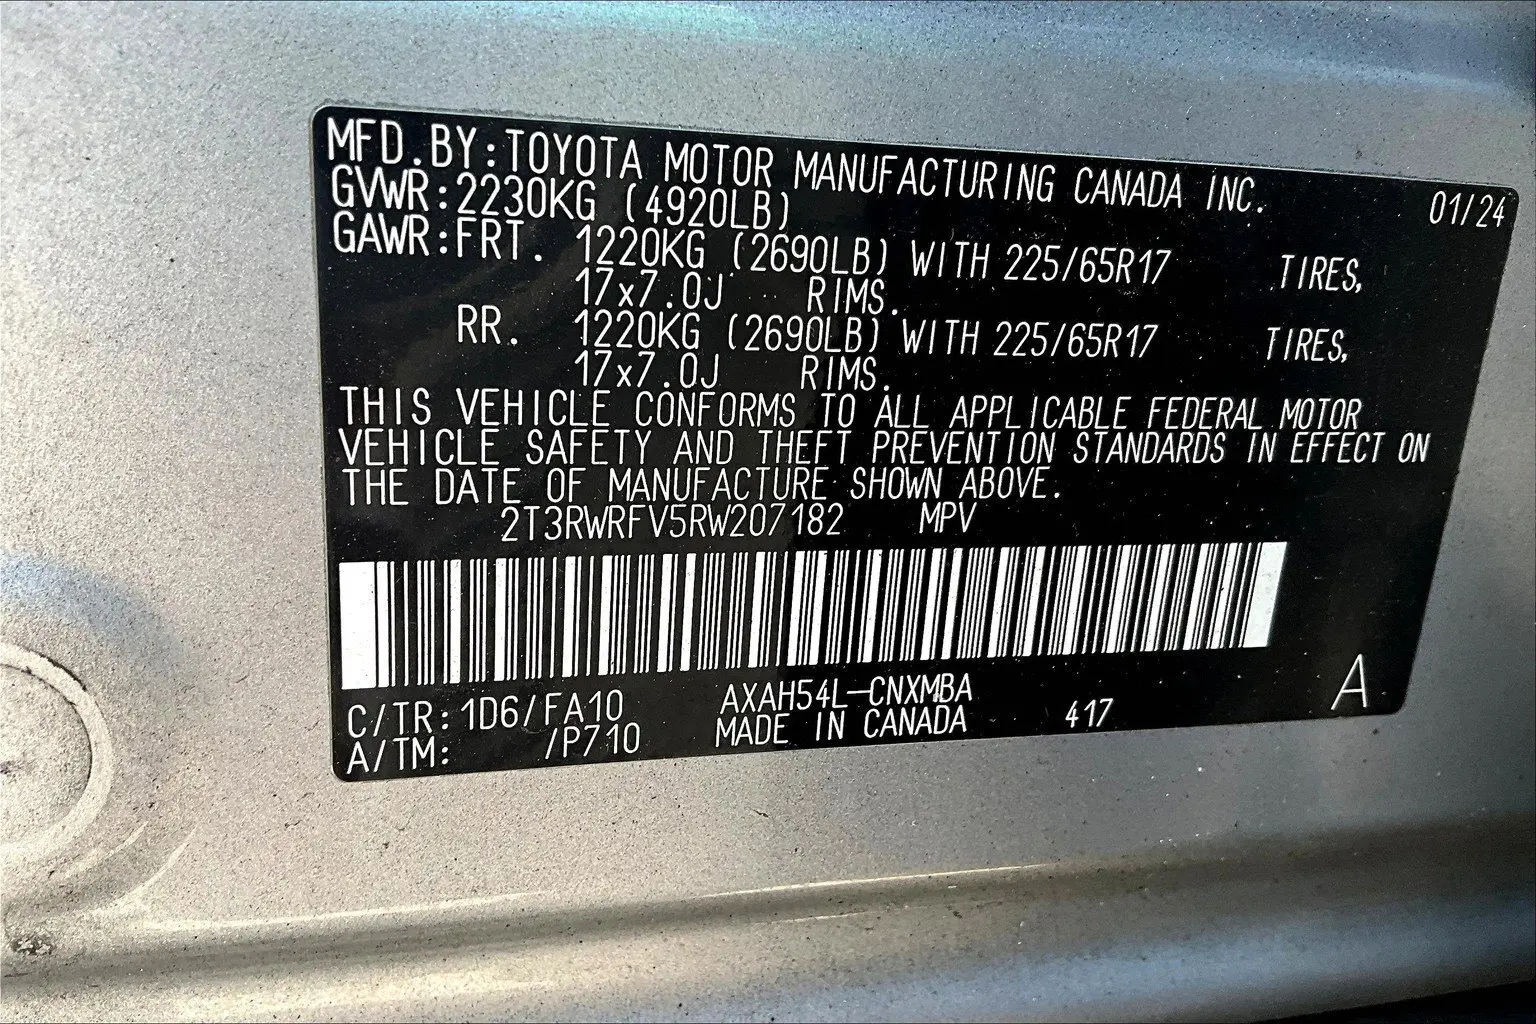 MFD.BY:TOYOTA MOTOR MANUFACTURING CANADA INC. 01/24
GVWR:2230KG (4920LB)
GAWR:FRT. 1220KG (2690LB) WITH 225/65R17 TIRES,
17x7.0J RIMS.
RR. 1220KG (2690LB) WITH 225/65R17 TIRES,
17x7.0J RIMS.
THIS VEHICLE CONFORMS TO ALL APPLICABLE FEDERAL MOTOR
VEHICLE SAFETY AND THEFT PREVENTION STANDARDS IN EFFECT ON
THE DATE OF MANUFACTURE SHOWN ABOVE.
2T3RWRFV5RW207182 MPV
C/TR:1D6/FA10 AXAH54L-CNXMBA A
A/TM: /P710 MADE IN CANADA 417